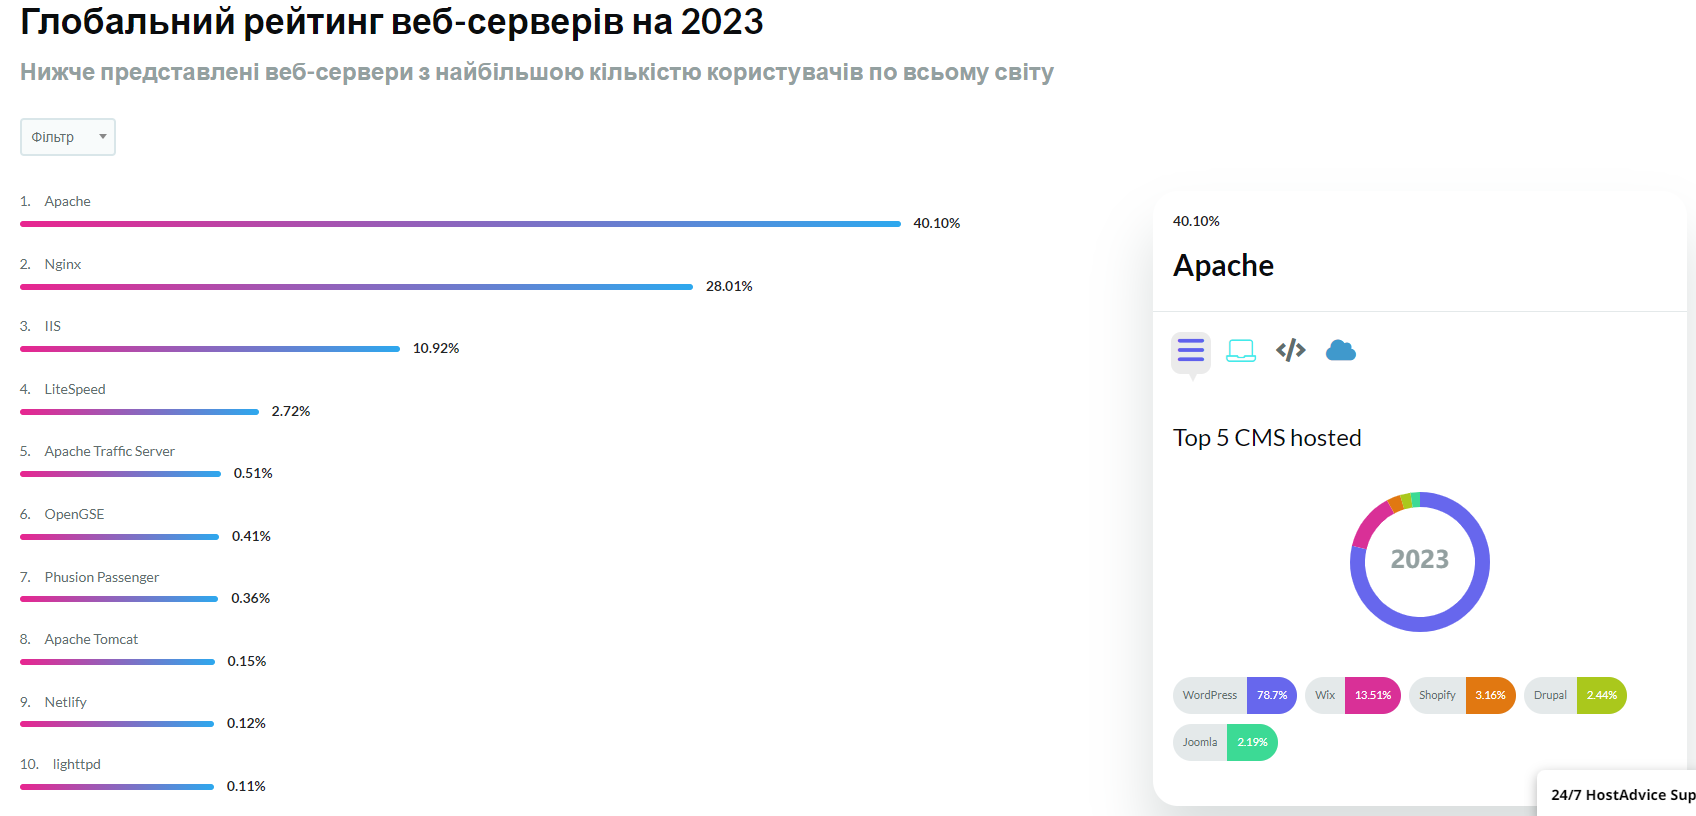 Глобальний рейтинг веб-серверів на 2023
Нижче представлені веб-сервери з найбільшою кількістю користувачів по всьому світу
Фільтр
1. Apache
40.10%
2. Nginx
28.01%
3. IIS
10.92%
4. LiteSpeed
2.72%
5. Apache Traffic Server
0.51%
6. OpenGSE
0.41%
7. Phusion Passenger
0.36%
8. Apache Tomcat
0.15%
9. Netlify
0.12%
10. lighttpd
0.11%
40.10%
Apache
Top 5 CMS hosted
2023
WordPress 78.7% Wix 13.51% Shopify 3.16% Drupal 2.44%
Joomla 2.19%
24/7 HostAdvice Sup